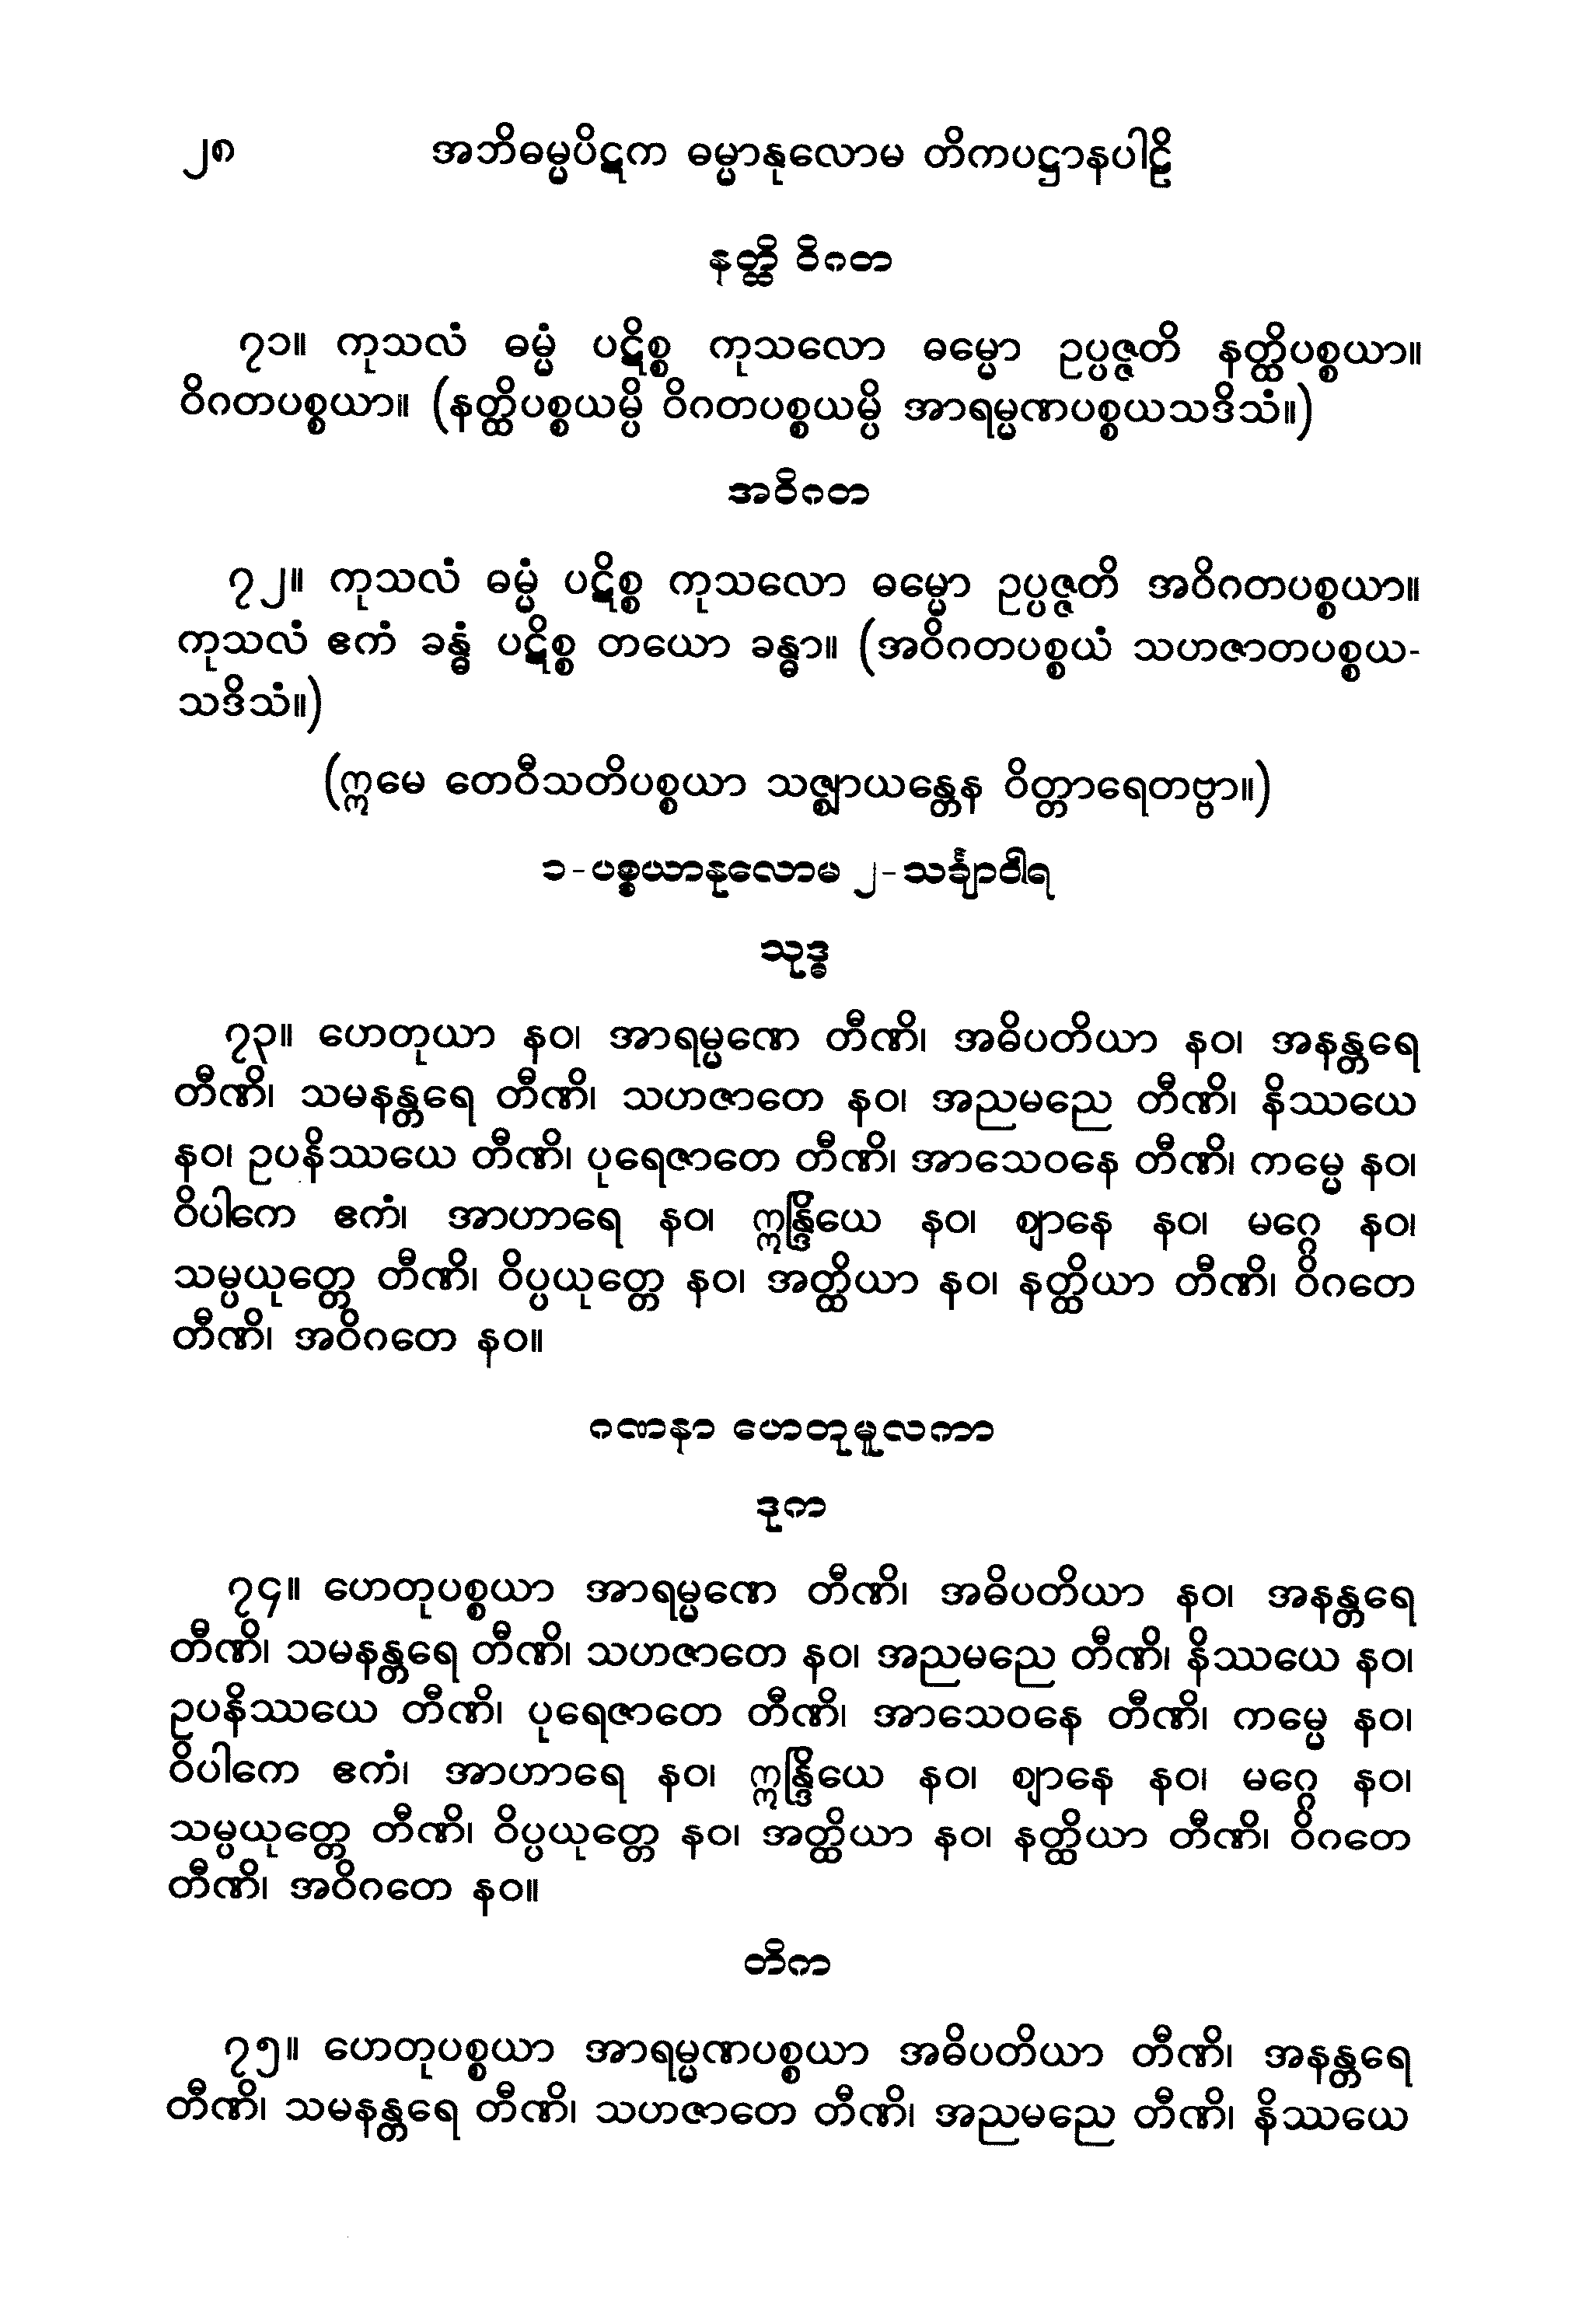 ၂၈ အဘိဓမ္မပိဋက ဓမ္မာနုလောမ တိကပဋ္ဌာနပါဠိ
နတ္ထိ ဝိဂတ
၇၁။ ကုသလံ ဓမ္မံ ပဋိစ္စ ကုသလော ဓမ္မော ဥပ္ပဇ္ဇတိ နတ္ထိပစ္စယာ။
ဝိဂတပစ္စယာ။ (နတ္ထိပစ္စယမ္ပိ ဝိဂတပစ္စယမ္ပိ အာရမ္မဏပစ္စယသဒိသံ။)
အဝိဂတ
၇၂။ ကုသလံ ဓမ္မံ ပဋိစ္စ ကုသလော ဓမ္မော ဥပ္ပဇ္ဇတိ အဝိဂတပစ္စယာ။
ကုသလံ ဧကံ ခန္ဓံ ပဋိစ္စ တယော ခန္ဓာ။ (အဝိဂတပစ္စယံ သဟဇာတပစ္စယ-
သဒိသံ။)
(ဣမေ တေဝီသတိပစ္စယာ သဇ္ဈာယန္တေန ဝိတ္ထာရေတဗ္ဗာ။)
၁-ပစ္စယာနုလောမ ၂-သင်္ချာဝါရ
သုဒ္ဓ
၇၃။ ဟေတုယာ နဝ၊ အာရမ္မဏေ တီဏိ၊ အဓိပတိယာ နဝ၊ အနန္တရေ
တီဏိ၊ သမနန္တရေ တီဏိ၊ သဟဇာတေ နဝ၊ အညမညေ တီဏိ၊ နိဿယေ
နဝ၊ ဥပနိဿယေ တီဏိ၊ ပုရေဇာတေ တီဏိ၊ အာသေဝနေ တီဏိ၊ ကမ္မေ နဝ၊
ဝိပါကေ ဧကံ၊ အာဟာရေ နဝ၊ ဣန္ဒြိယေ နဝ၊ ဈာနေ နဝ၊ မဂ္ဂေ နဝ၊
သမ္ပယုတ္တေ တီဏိ၊ ဝိပ္ပယုတ္တေ နဝ၊ အတ္ထိယာ နဝ၊ နတ္ထိယာ တီဏိ၊ ဝိဂတေ
တီဏိ၊ အဝိဂတေ နဝ။
ဂဏနာ ဟေတုမူလကာ
ဒုက
၇၄။ ဟေတုပစ္စယာ အာရမ္မဏေ တီဏိ၊ အဓိပတိယာ နဝ၊ အနန္တရေ
တီဏိ၊ သမနန္တရေ တီဏိ၊ သဟဇာတေ နဝ၊ အညမညေ တီဏိ၊ နိဿယေ နဝ၊
ဥပနိဿယေ တီဏိ၊ ပုရေဇာတေ တီဏိ၊ အာသေဝနေ တီဏိ၊ ကမ္မေ နဝ၊
ဝိပါကေ ဧကံ၊ အာဟာရေ နဝ၊ ဣန္ဒြိယေ နဝ၊ ဈာနေ နဝ၊ မဂ္ဂေ နဝ၊
သမ္ပယုတ္တေ တီဏိ၊ ဝိပ္ပယုတ္တေ နဝ၊ အတ္ထိယာ နဝ၊ နတ္ထိယာ တီဏိ၊ ဝိဂတေ
တီဏိ၊ အဝိဂတေ နဝ။
တိက
၇၅။ ဟေတုပစ္စယာ အာရမ္မဏပစ္စယာ အဓိပတိယာ တီဏိ၊ အနန္တရေ
တီဏိ၊ သမနန္တရေ တီဏိ၊ သဟဇာတေ တီဏိ၊ အညမညေ တီဏိ၊ နိဿယေ